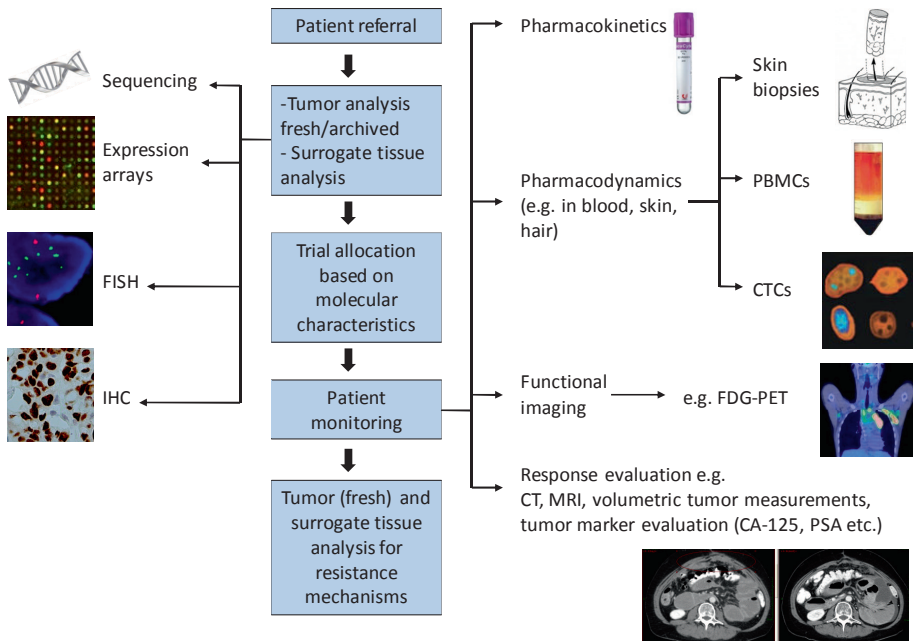 Patient referral
Sequencing
Expression
arrays
FISH
IHC
-Tumor analysis
fresh/archived
- Surrogate tissue
analysis
Trial allocation
based on
molecular
characteristics
Patient
monitoring
Tumor (fresh) and
surrogate tissue
analysis for
resistance
mechanisms
Pharmacokinetics
Pharmacodynamics
(e.g. in blood, skin,
hair)
Skin
biopsies
PBMCs
CTCs
Functional
imaging
e.g. FDG-PET
Response evaluation e.g.
CT, MRI, volumetric tumor measurements,
tumor marker evaluation (CA-125, PSA etc.)